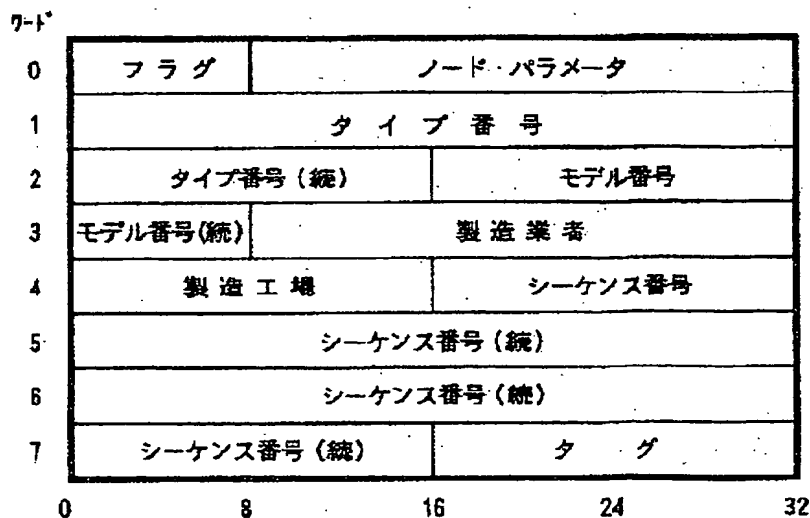 ワード
0 フラグ ノード・パラメータ
1 タイプ番号
2 タイプ番号(続) モデル番号
3 モデル番号(続) 製造業者
4 製造工場 シーケンス番号
5 シーケンス番号(続)
6 シーケンス番号(続)
7 シーケンス番号(続) タグ
0 8 16 24 32